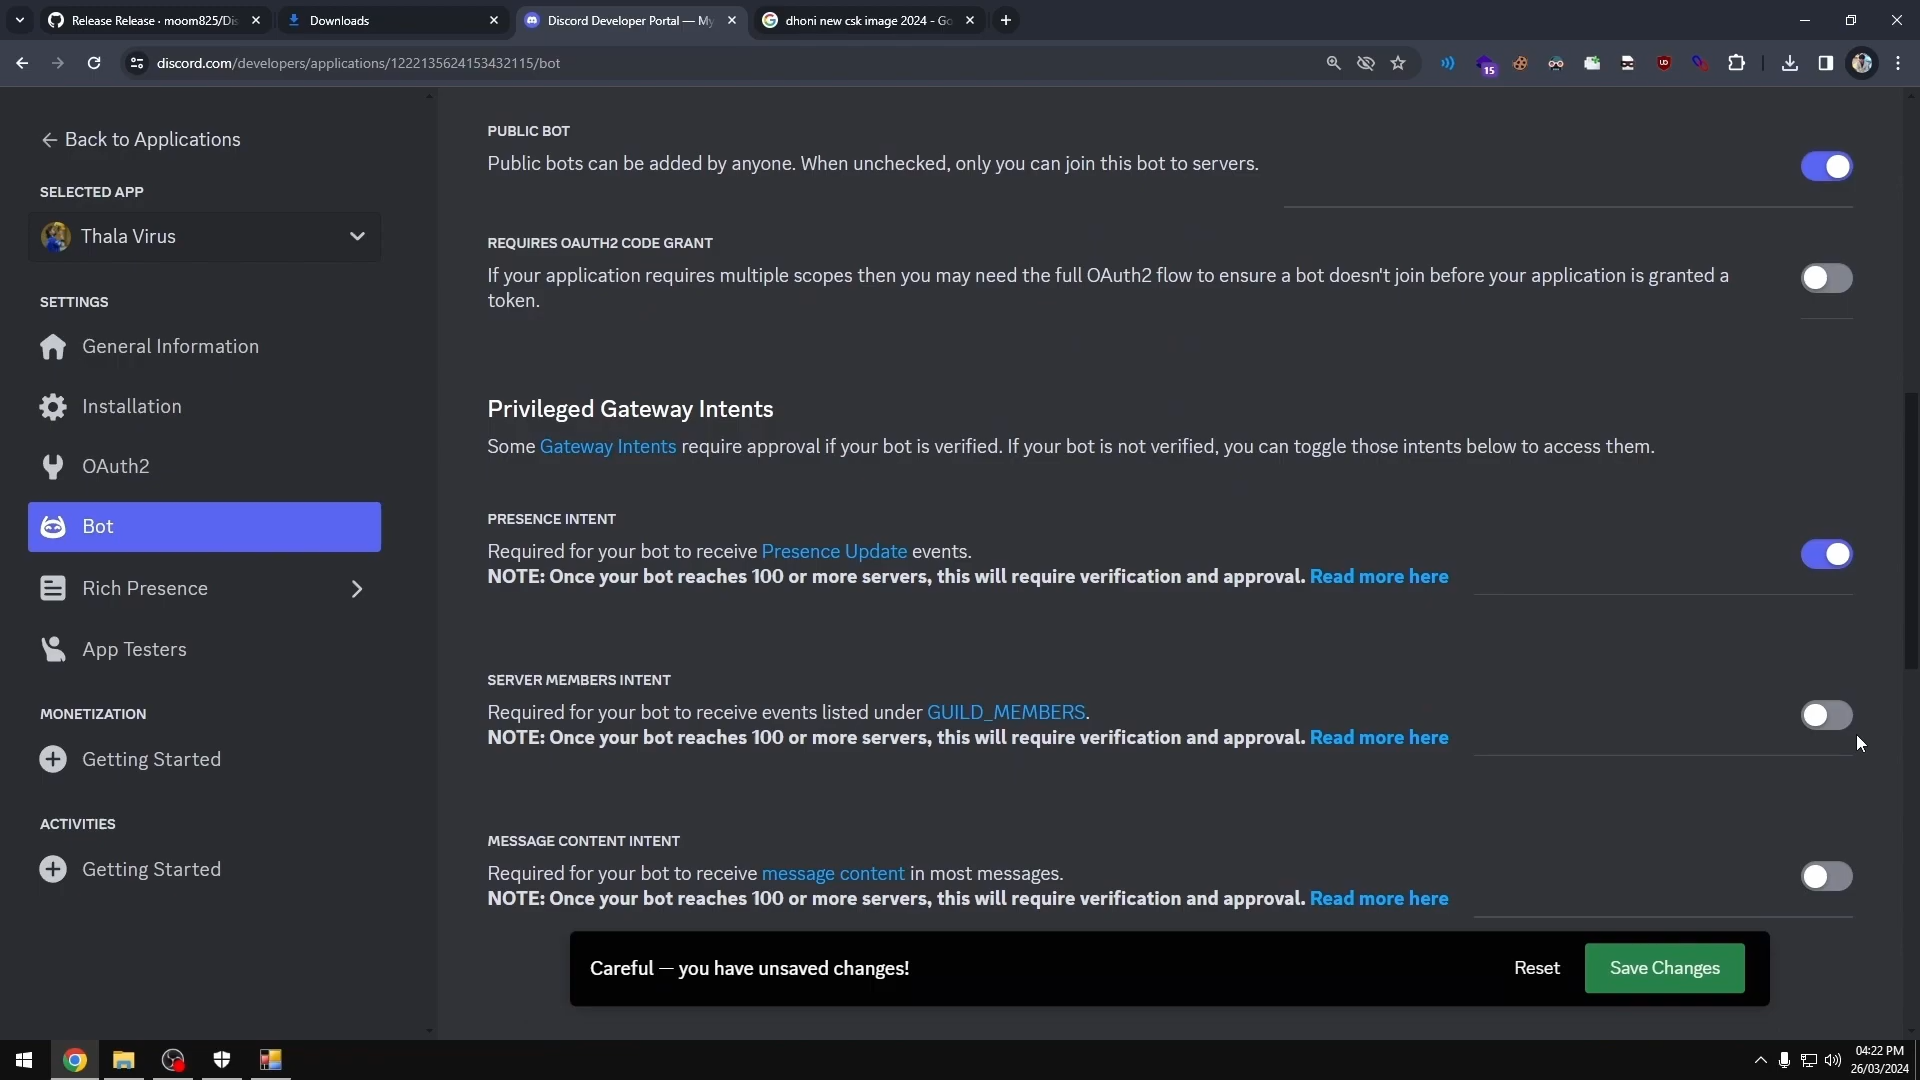 Release Release · moom825/Dis
Downloads
Discord Developer Portal — My
dhoni new csk image 2024 - Go
discord.com/developers/applications/1222135624153432115/bot
15
Back to Applications
SELECTED APP
Thala Virus
SETTINGS
General Information
Installation
OAuth2
Bot
Rich Presence
App Testers
MONETIZATION
Getting Started
ACTIVITIES
Getting Started
PUBLIC BOT
Public bots can be added by anyone. When unchecked, only you can join this bot to servers.
REQUIRES OAUTH2 CODE GRANT
If your application requires multiple scopes then you may need the full OAuth2 flow to ensure a bot doesn't join before your application is granted a
token.
Privileged Gateway Intents
Some Gateway Intents require approval if your bot is verified. If your bot is not verified, you can toggle those intents below to access them.
PRESENCE INTENT
Required for your bot to receive Presence Update events.
NOTE: Once your bot reaches 100 or more servers, this will require verification and approval. Read more here
SERVER MEMBERS INTENT
Required for your bot to receive events listed under GUILD_MEMBERS.
NOTE: Once your bot reaches 100 or more servers, this will require verification and approval. Read more here
MESSAGE CONTENT INTENT
Required for your bot to receive message content in most messages.
NOTE: Once your bot reaches 100 or more servers, this will require verification and approval. Read more here
Careful — you have unsaved changes!
Reset
Save Changes
04:22 PM
26/03/2024